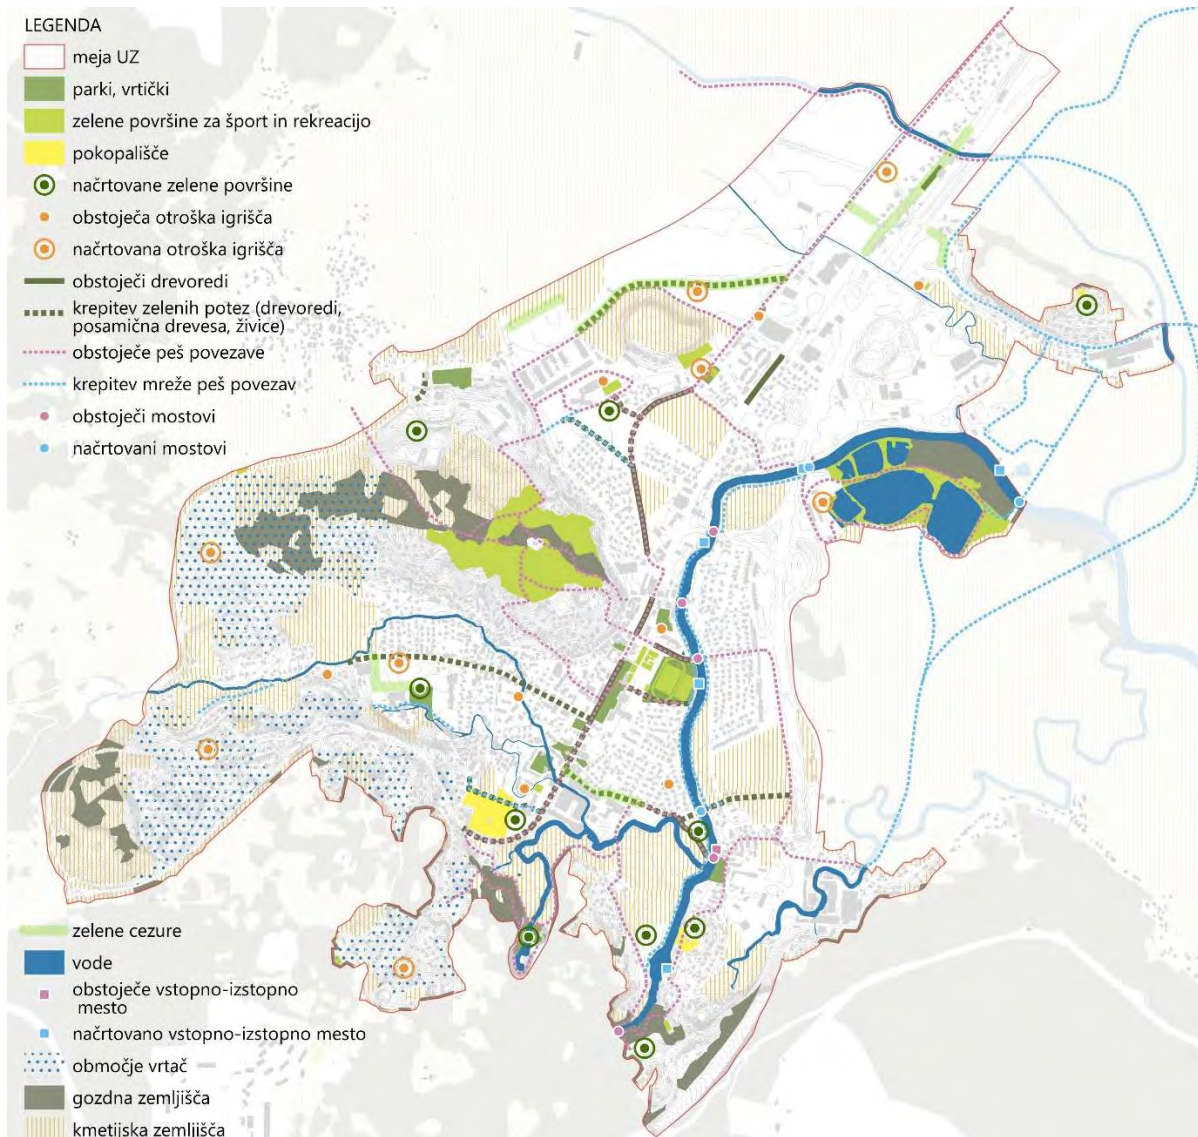 LEGENDA
meja UZ
parki, vrtički
zelene površine za šport in rekreacijo
pokopališče
načrtovane zelene površine
obstoječa otroška igrišča
načrtovana otroška igrišča
obstoječi drevoredi
krepitev zelenih potez (drevoredi,
posamična drevesa, živice)
obstoječe peš povezave
krepitev mreže peš povezav
obstoječi mostovi
načrtovani mostovi
zelene cezure
vode
obstoječe vstopno-izstopno
mesto
načrtovano vstopno-izstopno mesto
območje vrtač
gozdna zemljišča
kmetijska zemljišča